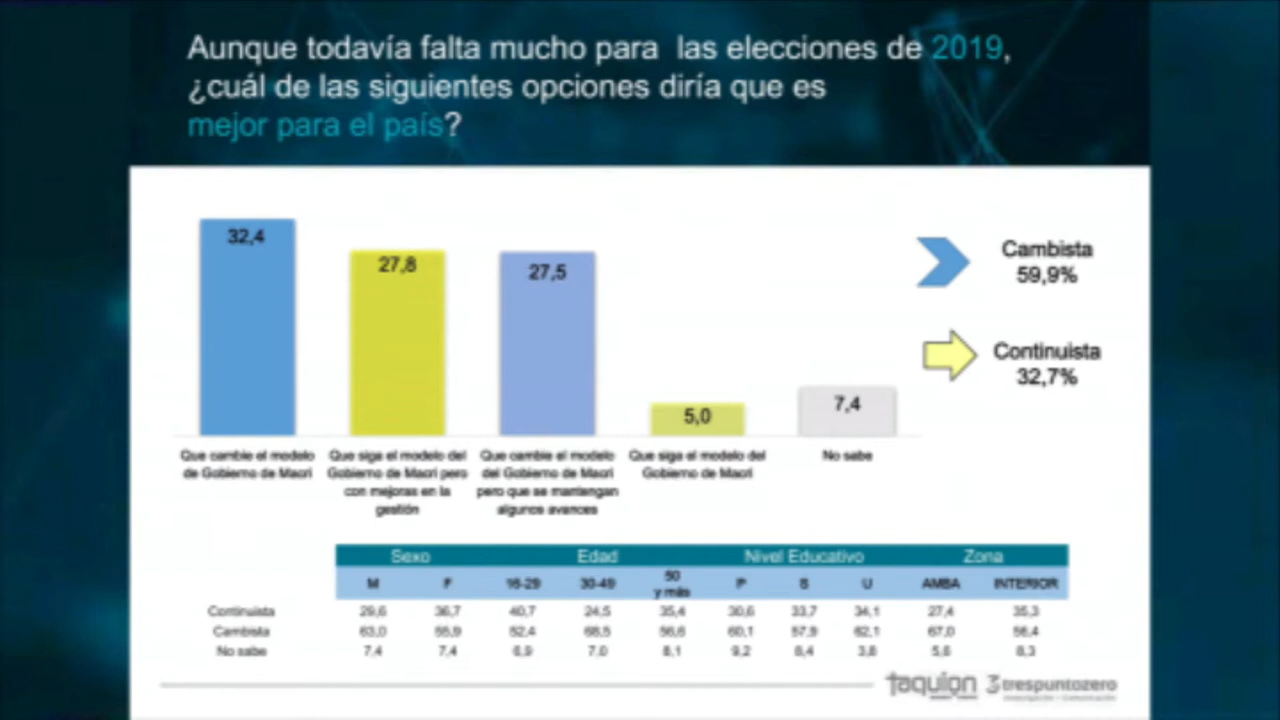 Aunque todavía falta mucho para las elecciones de 2019,
¿cuál de las siguientes opciones diría que es
mejor para el país?
32,4
27,8
27,5
5,0
7,4
Cambista
59,9%
Continuista
32,7%
Que cambie el modelo
de Gobierno de Macri
Que siga el modelo del
Gobierno de Macri pero
con mejoras en la
gestión
Que cambie el modelo
del Gobierno de Macri
pero que se mantengan
algunos avances
Que siga el modelo del
Gobierno de Macri
No sabe
Sexo Edad Nivel Educativo Zona
M F 16-29 30-49 50 y más P S U AMBA INTERIOR
Continuista 29,6 36,7 40,7 24,5 35,4 30,6 33,7 34,1 27,4 35,3
Cambista 63,0 55,9 52,4 68,5 56,6 60,1 57,9 62,1 67,0 56,4
No sabe 7,4 7,4 6,9 7,0 8,1 9,2 8,4 3,8 5,6 8,3
taquion 3 trespuntozero